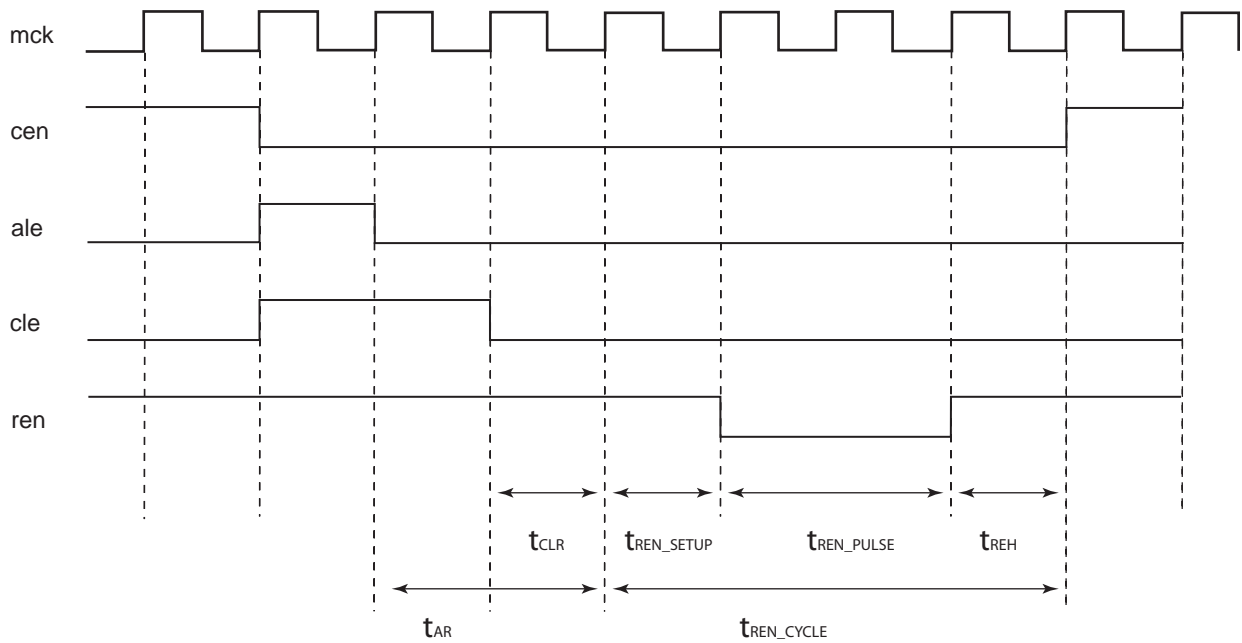 mck
cen
ale
cle
ren
tCLR tREN_SETUP tREN_PULSE tREH
tAR tREN_CYCLE